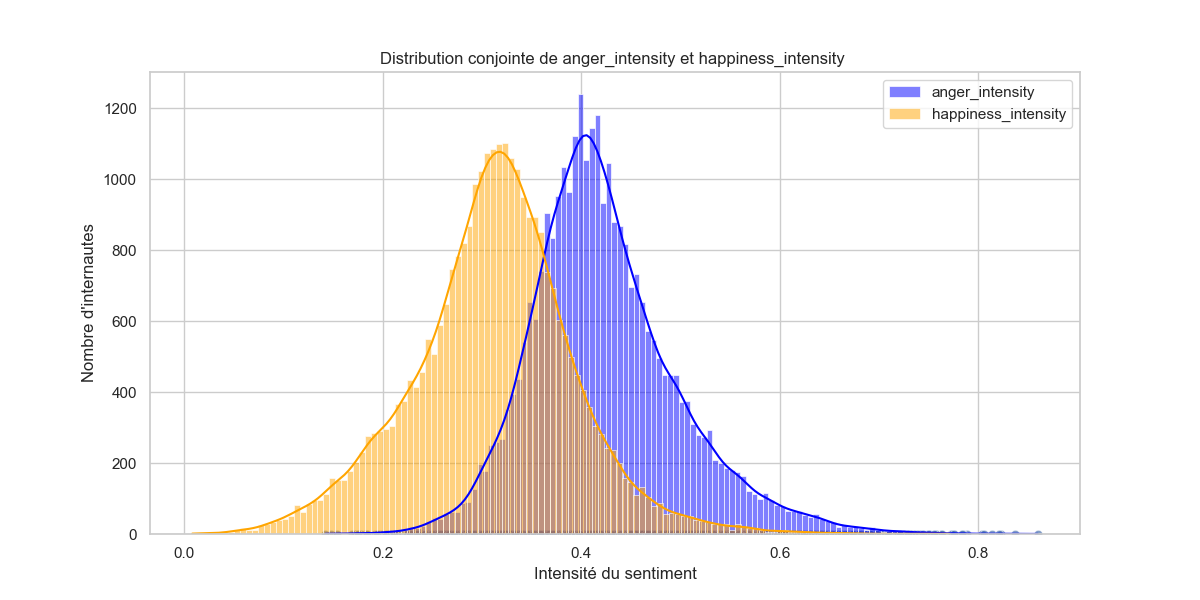 Distribution conjointe de anger_intensity et happiness_intensity
anger_intensity
happiness_intensity
Nombre d'internautes
1200
1000
800
600
400
200
0
0.0
0.2
0.4
0.6
0.8
Intensité du sentiment